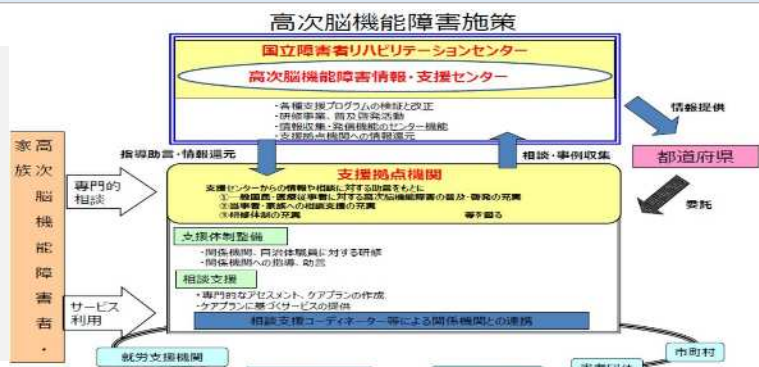 高次脳機能障害施策
国立障害者リハビリテーションセンター
高次脳機能障害情報・支援センター
・各種支援プログラムの検証と改正
・研修事業、普及啓発活動
・情報収集・発信機能のセンター機能
・支援拠点機関への情報還元
情報提供
指導助言・情報還元
相談・事例収集
都道府県
委託
高次脳機能障害者・
家族
専門的
相談
支援拠点機関
支援センターからの情報や相談に対する助言をもとに
①一般国民・医療従事者に対する高次脳機能障害の普及・啓発の充実
②当事者・家族への相談支援の充実
③研修体制の充実 等を図る
支援体制整備
・関係機関、自治体職員に対する研修
・関係機関への指導、助言
相談支援
・専門的なアセスメント、ケアプランの作成
・ケアプランに基づくサービスの提供
相談支援コーディネーター等による関係機関との連携
サービス
利用
就労支援機関
市町村